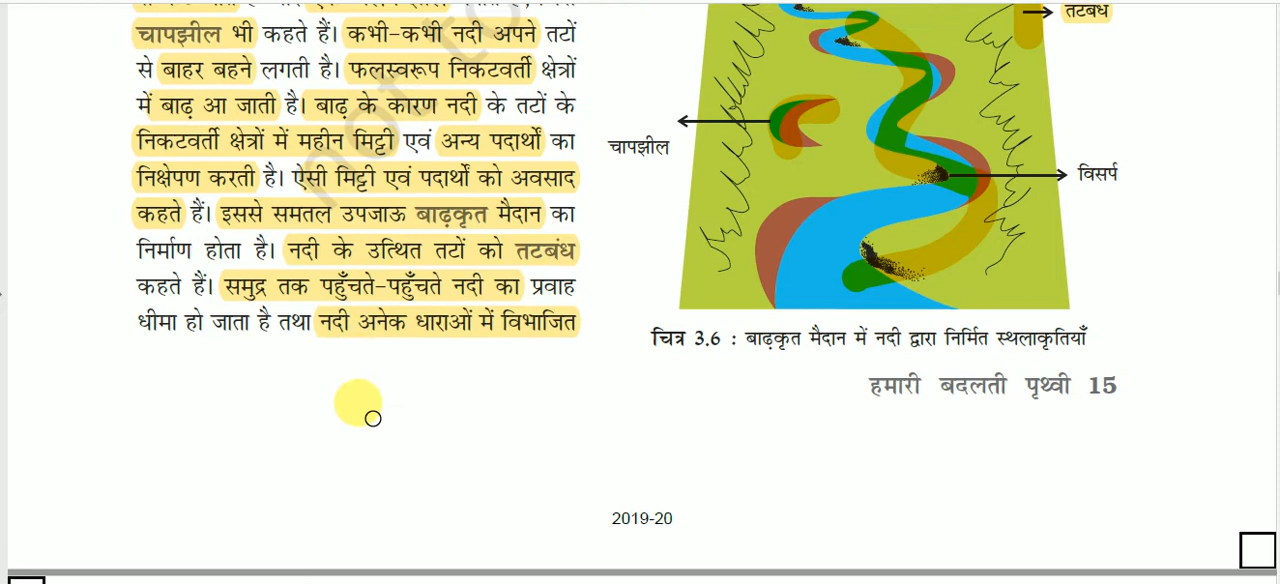 चापझील भी कहते हैं। कभी-कभी नदी अपने तटों
से बाहर बहने लगती है। फलस्वरूप निकटवर्ती क्षेत्रों
में बाढ़ आ जाती है। बाढ़ के कारण नदी के तटों के
निकटवर्ती क्षेत्रों में महीन मिट्टी एवं अन्य पदार्थों का
निक्षेपण करती है। ऐसी मिट्टी एवं पदार्थों को अवसाद
कहते हैं। इससे समतल उपजाऊ बाढ़कृत मैदान का
निर्माण होता है। नदी के उत्थित तटों को तटबंध
कहते हैं। समुद्र तक पहुँचते-पहुँचते नदी का प्रवाह
धीमा हो जाता है तथा नदी अनेक धाराओं में विभाजित
तटबंध
चापझील
विसर्प
चित्र 3.6 : बाढ़कृत मैदान में नदी द्वारा निर्मित स्थलाकृतियाँ
हमारी बदलती पृथ्वी 15
2019-20